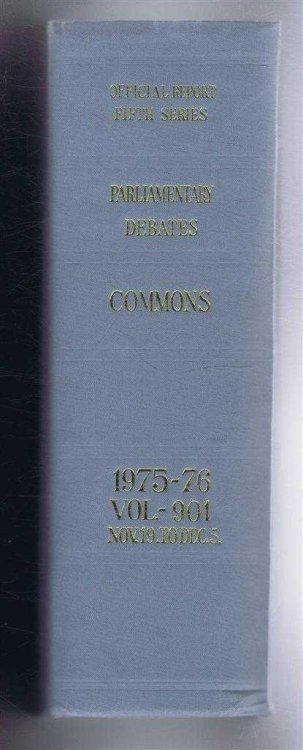 OFFICIAL REPORT
FIFTH SERIES
PARLIAMENTARY
DEBATES
COMMONS
1975-76
VOL-901
NOV.19.TO.DEC.5.